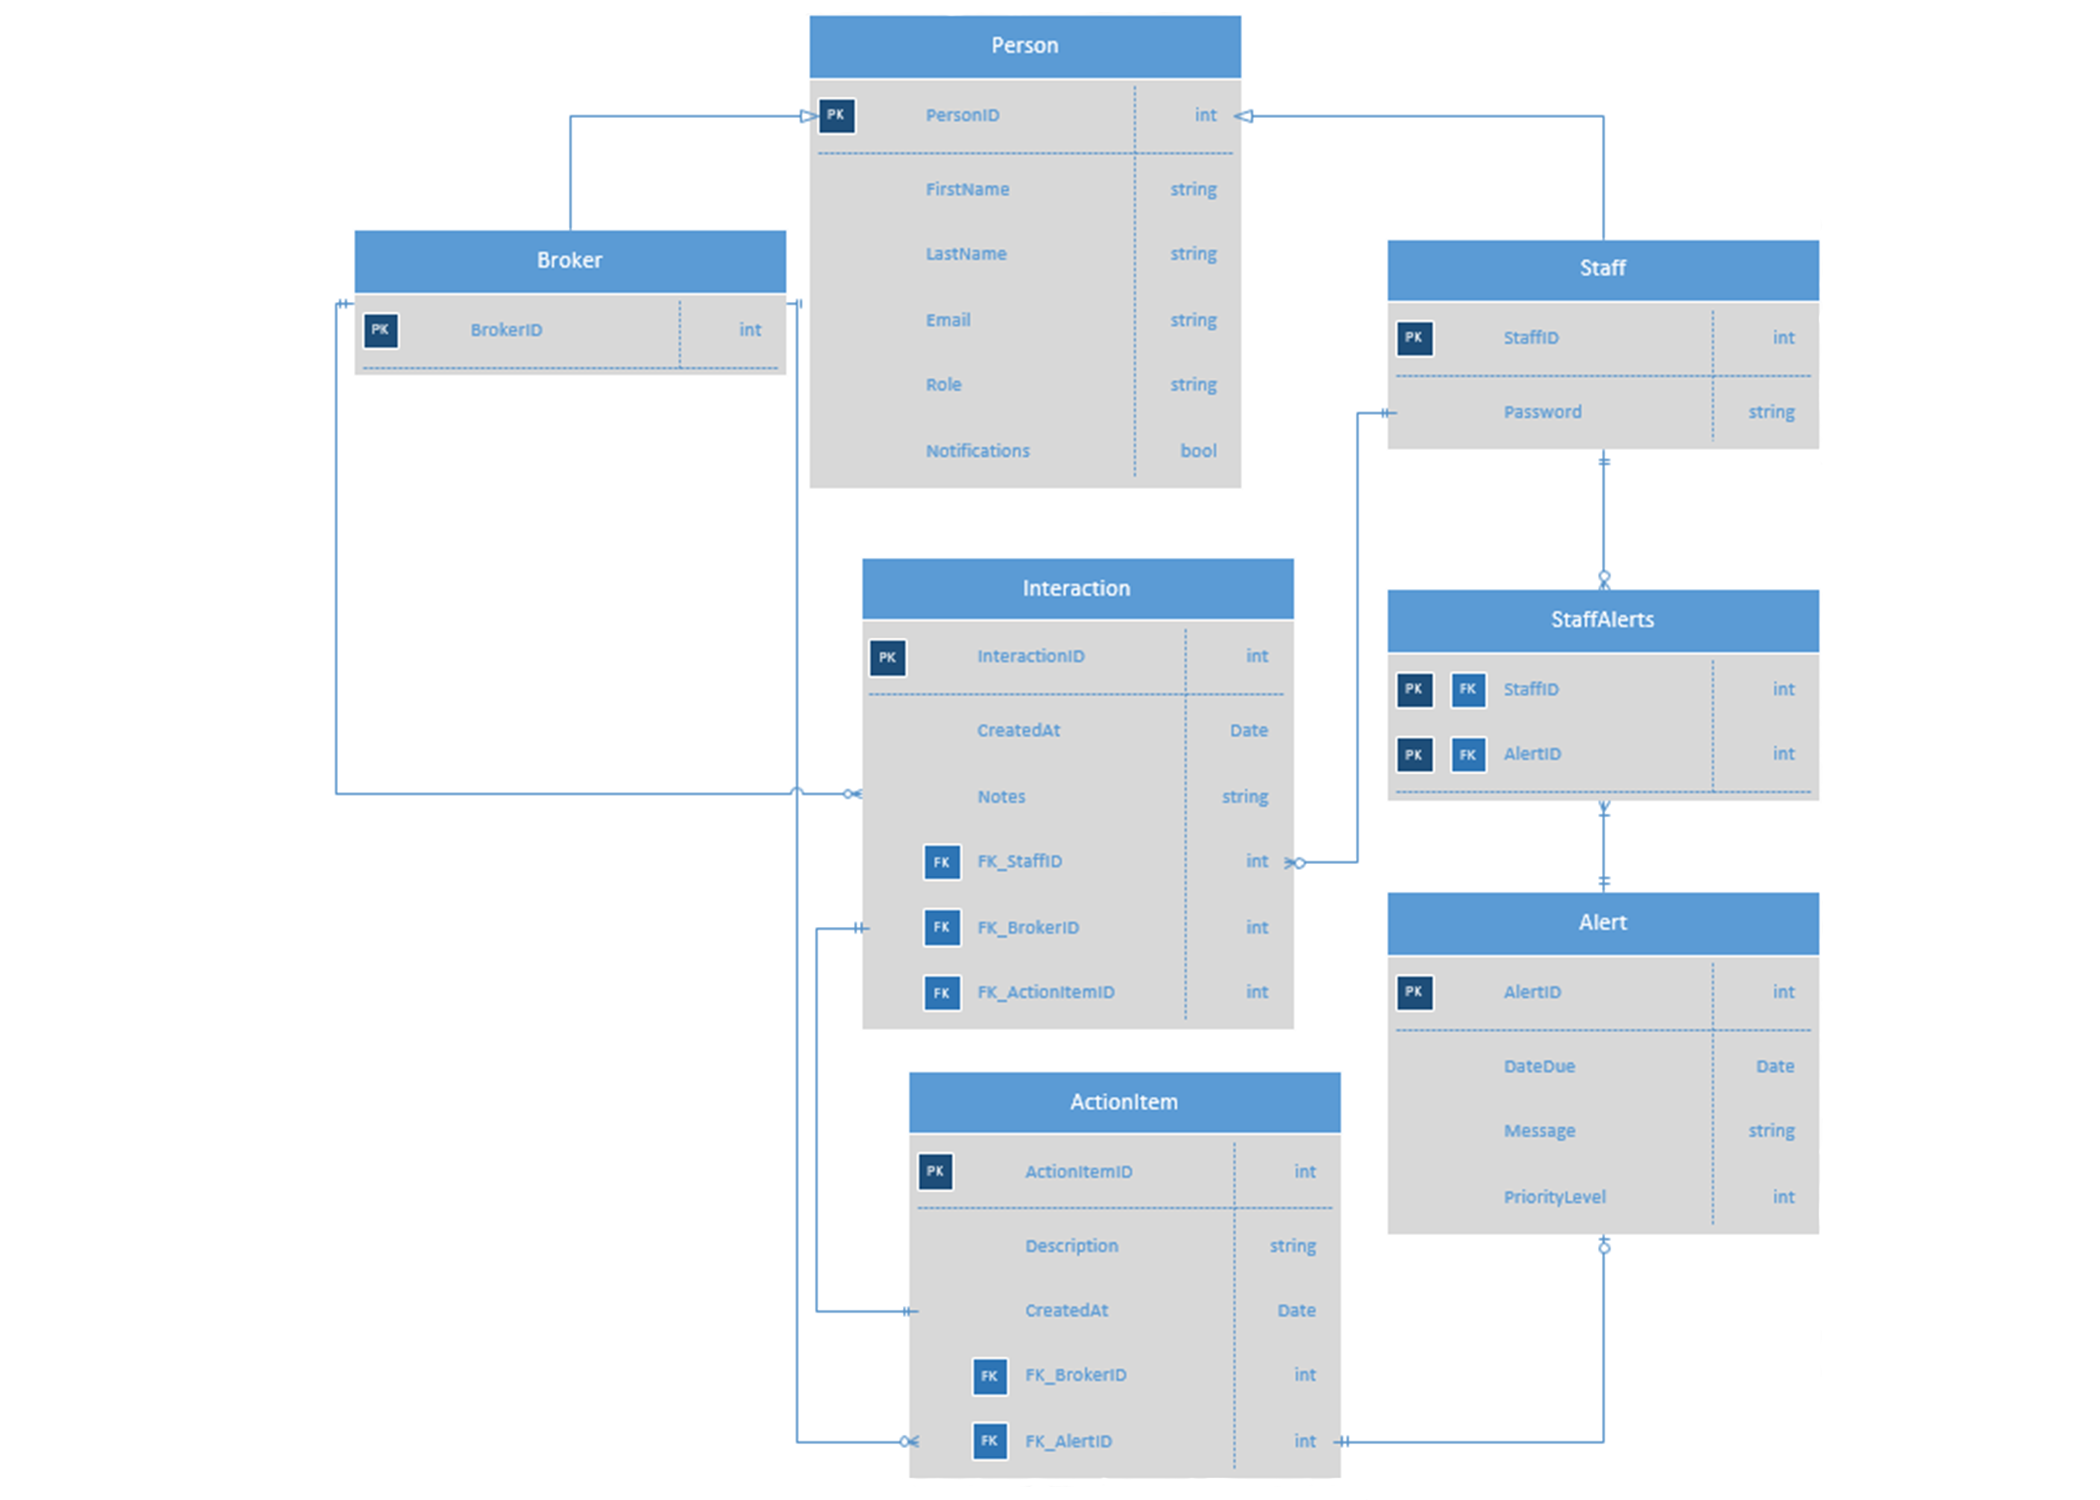 Person
PK PersonID int
FirstName string
LastName string
Email string
Role string
Notifications bool
Broker
PK BrokerID int
Staff
PK StaffID int
Password string
Interaction
PK InteractionID int
CreatedAt Date
Notes string
FK FK_StaffID int
FK FK_BrokerID int
FK FK_ActionItemID int
StaffAlerts
PK FK StaffID int
PK FK AlertID int
Alert
PK AlertID int
DateDue Date
Message string
PriorityLevel int
ActionItem
PK ActionItemID int
Description string
CreatedAt Date
FK FK_BrokerID int
FK FK_AlertID int